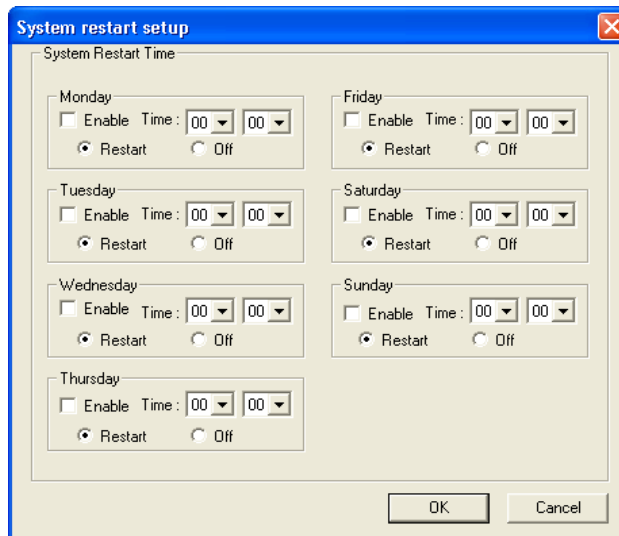 System restart setup
System Restart Time
Monday
Enable Time : 00 00
Restart Off
Tuesday
Enable Time : 00 00
Restart Off
Wednesday
Enable Time : 00 00
Restart Off
Thursday
Enable Time : 00 00
Restart Off
Friday
Enable Time : 00 00
Restart Off
Saturday
Enable Time : 00 00
Restart Off
Sunday
Enable Time : 00 00
Restart Off
OK Cancel